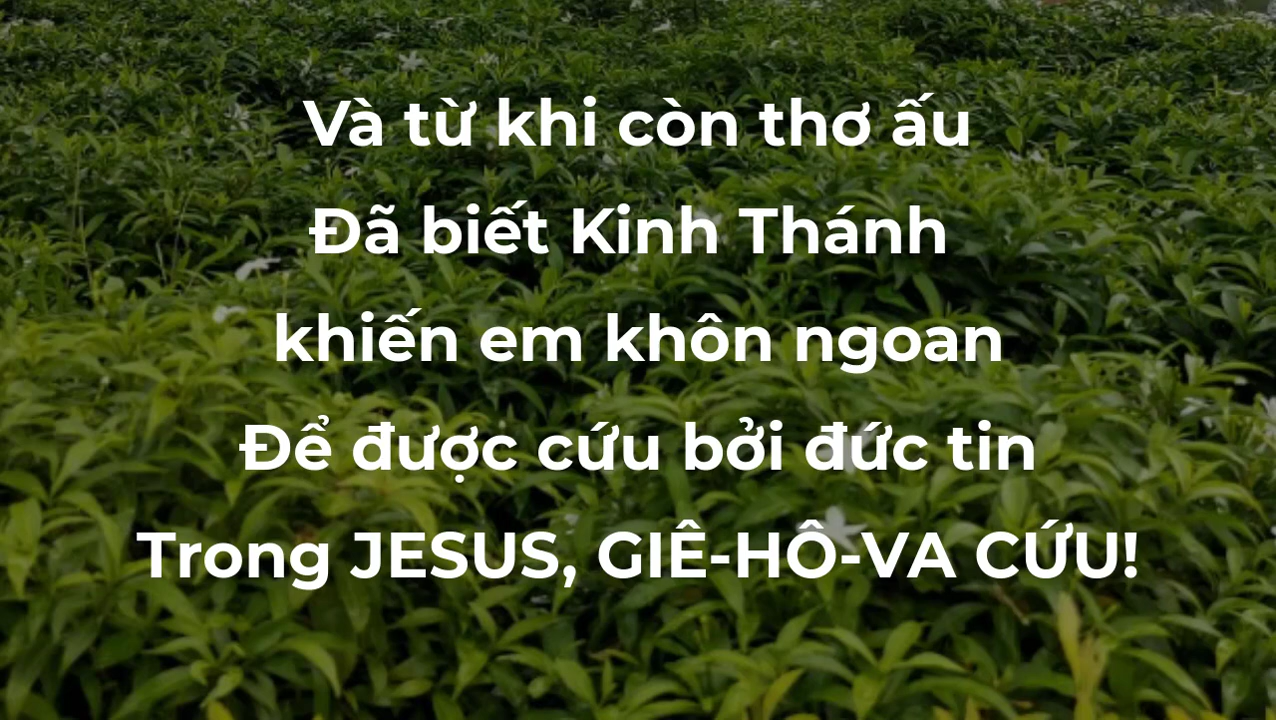 Và từ khi còn thơ ấu
Đã biết Kinh Thánh
khiến em khôn ngoan
Để được cứu bởi đức tin
Trong JESUS, GIÊ-HÔ-VA CỨU!